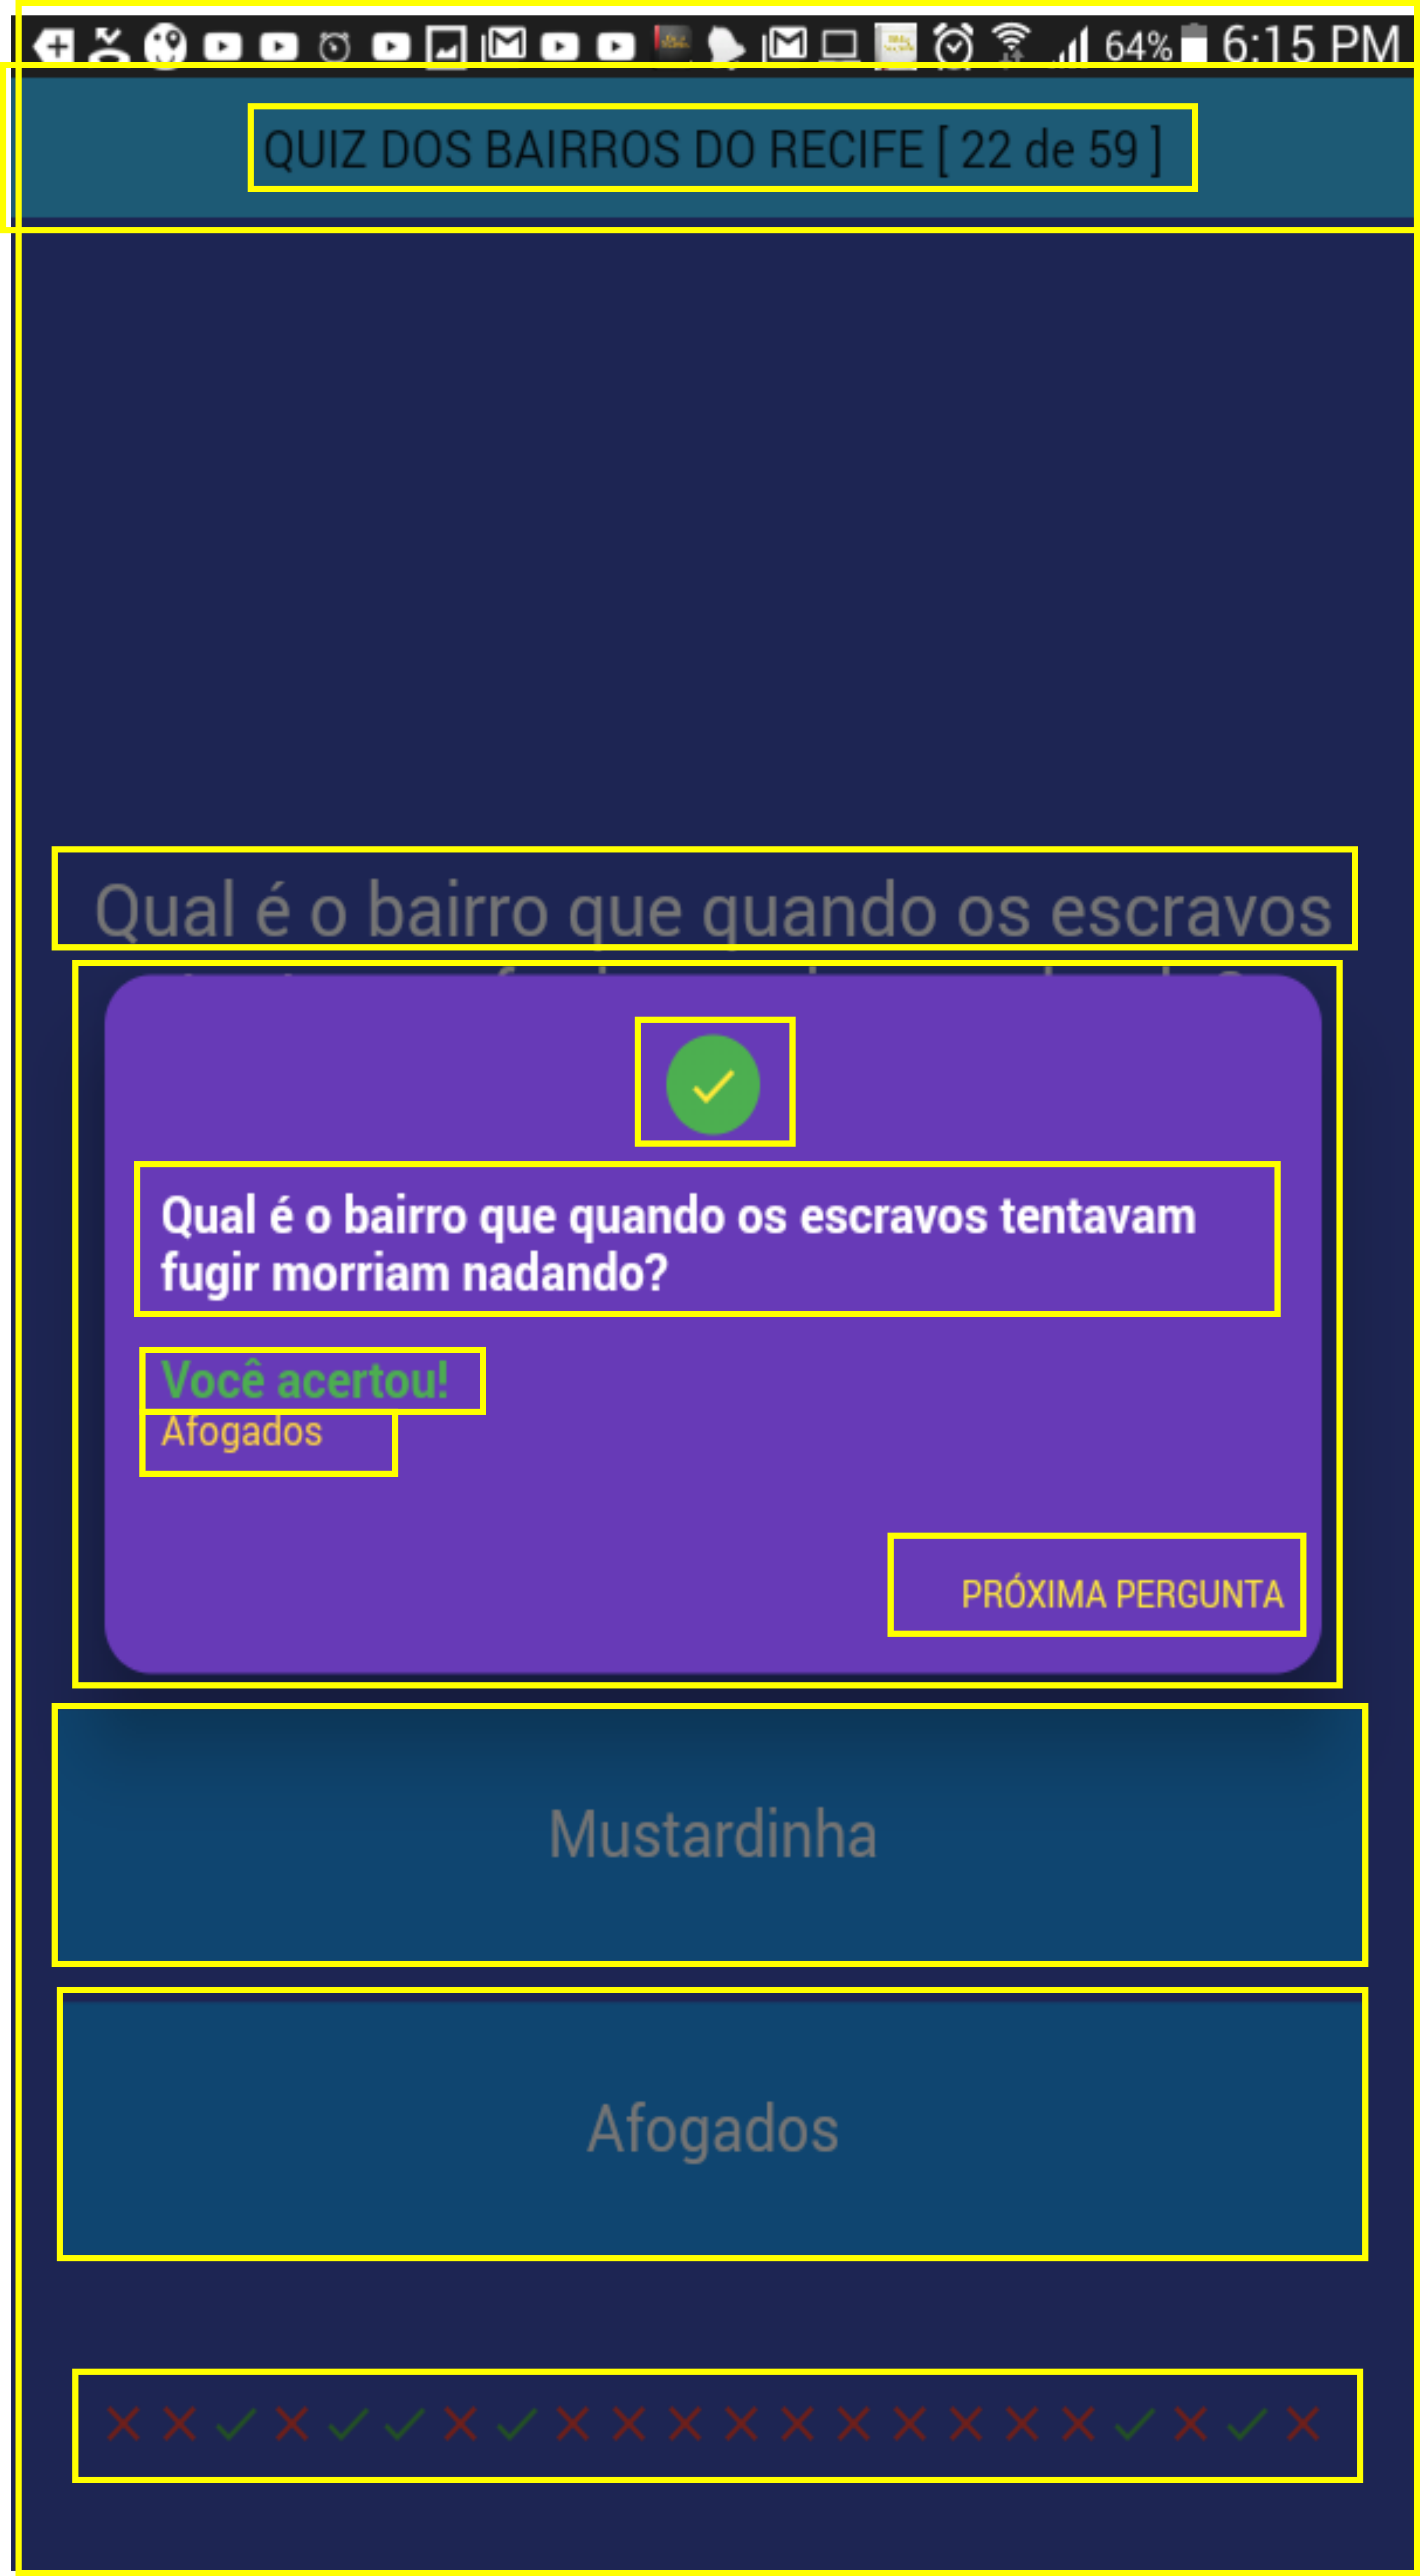 64% 6:15 PM
QUIZ DOS BAIRROS DO RECIFE [ 22 de 59 ]
Qual é o bairro que quando os escravos
Qual é o bairro que quando os escravos tentavam
fugir morriam nadando?
Você acertou!
Afogados
PRÓXIMA PERGUNTA
Mustardinha
Afogados